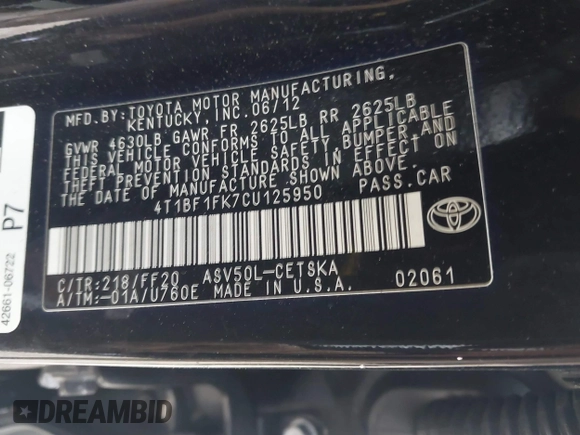 MFD.BY:TOYOTA MOTOR MANUFACTURING,
KENTUCKY, INC. 06/12
GVWR 4630LB GAWR FR 2625LB RR 2625LB
THIS VEHICLE CONFORMS TO ALL APPLICABLE
FEDERAL MOTOR VEHICLE SAFETY, BUMPER, AND
THEFT PREVENTION STANDARDS IN EFFECT ON
THE DATE OF MANUFACTURE SHOWN ABOVE.
4T1BF1FK7CU125950 PASS.CAR
C/TR:218/FF20 ASV50L-CETSKA
A/TM:-01A/U760E MADE IN U.S.A. 02061
P7
42661-06722
DREAMBID